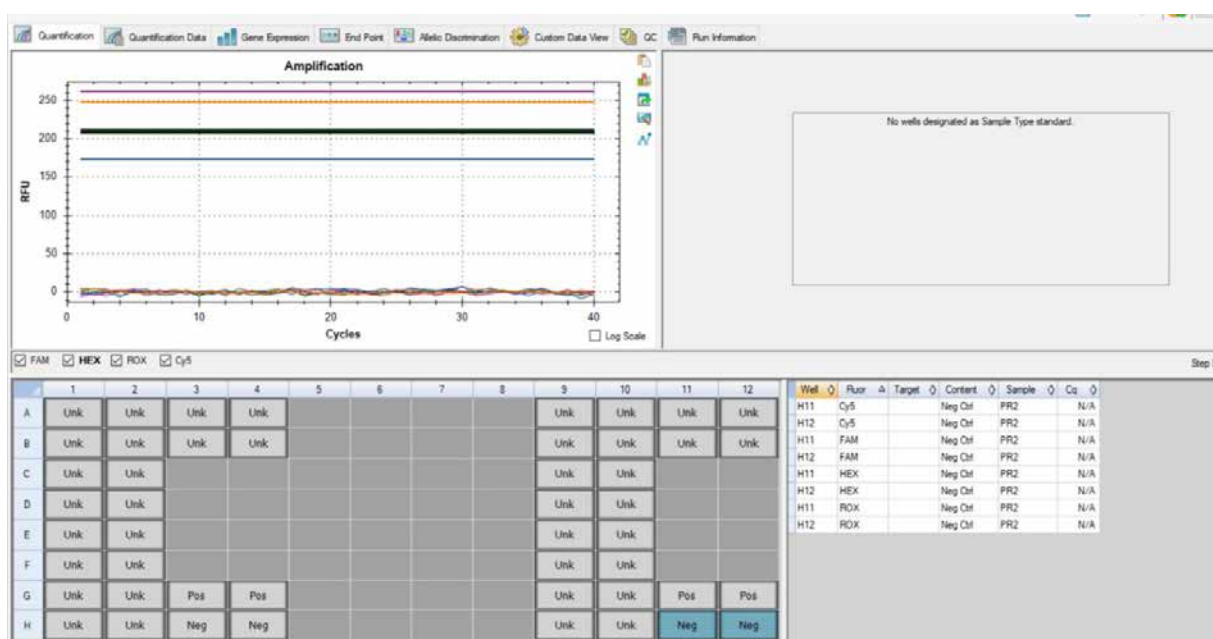 Quantification Quantification Data Gene Expression End Point Allelic Discrimination Custom Data View QC Run Information
Amplification
250
200
150
100
50
0
RFU
0 10 20 30 40
Cycles
Log Scale
No wells designated as Sample Type standard.
FAM HEX ROX Cy5
Step
1 2 3 4 5 6 7 8 9 10 11 12
A Unk Unk Unk Unk Unk Unk Unk Unk
B Unk Unk Unk Unk Unk Unk Unk Unk
C Unk Unk Unk Unk
D Unk Unk Unk Unk
E Unk Unk Unk Unk
F Unk Unk Unk Unk
G Unk Unk Pos Pos Unk Unk Pos Pos
H Unk Unk Neg Neg Unk Unk Neg Neg
Well Fluor Target Content Sample Cq
H11 Cy5 Neg Ctrl PR2 N/A
H12 Cy5 Neg Ctrl PR2 N/A
H11 FAM Neg Ctrl PR2 N/A
H12 FAM Neg Ctrl PR2 N/A
H11 HEX Neg Ctrl PR2 N/A
H12 HEX Neg Ctrl PR2 N/A
H11 ROX Neg Ctrl PR2 N/A
H12 ROX Neg Ctrl PR2 N/A